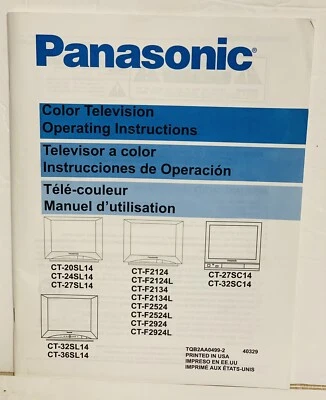 Panasonic®
Color Television
Operating Instructions
Televisor a color
Instrucciones de Operación
Télé-couleur
Manuel d'utilisation
CT-20SL14
CT-24SL14
CT-27SL14
CT-F2124
CT-F2124L
CT-F2134
CT-F2134L
CT-F2524
CT-F2524L
CT-F2924
CT-F2924L
CT-27SC14
CT-32SC14
CT-32SL14
CT-36SL14
TQB2AA0499-2 40329
PRINTED IN USA
IMPRESO EN EE.UU
IMPRIMÉ AUX ÉTATS-UNIS